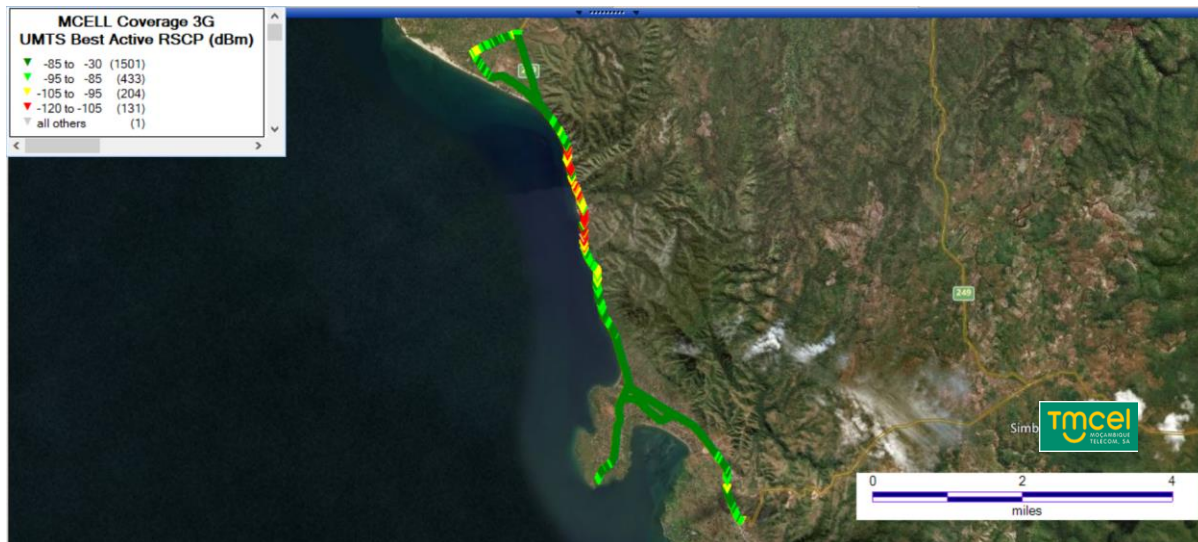 MCELL Coverage 3G
UMTS Best Active RSCP (dBm)
-85 to -30 (1501)
-95 to -85 (433)
-105 to -95 (204)
-120 to -105 (131)
all others (1)
249
Simb
Tmcel
MOÇAMBIQUE
TELECOM, SA
0 2 4
miles